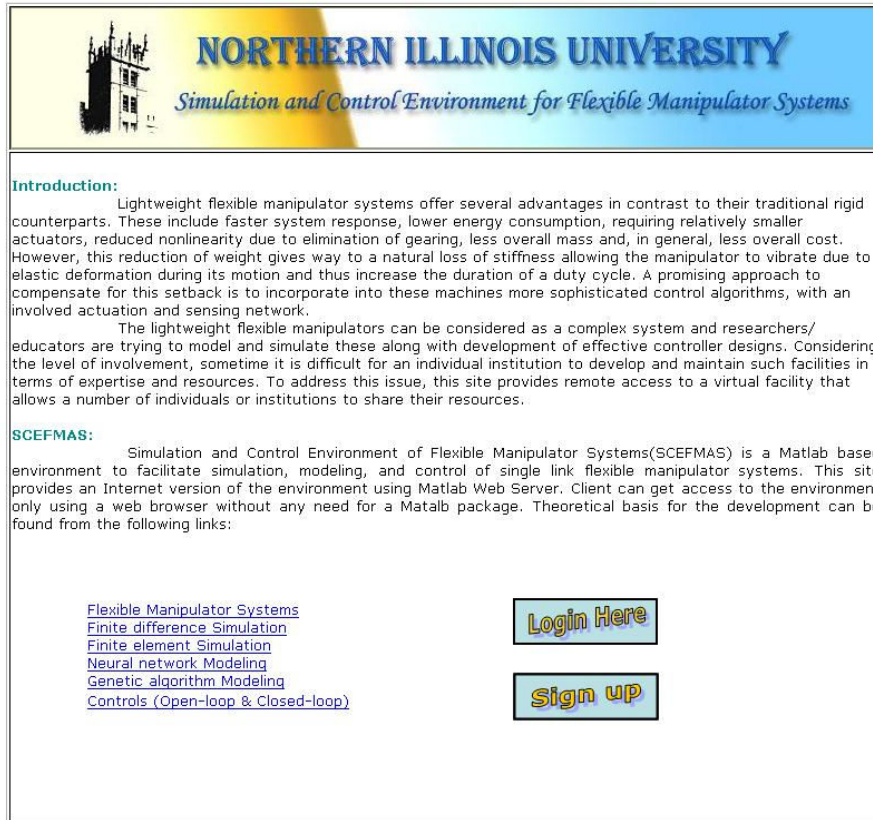 NORTHERN ILLINOIS UNIVERSITY
Simulation and Control Environment for Flexible Manipulator Systems
Introduction:
Lightweight flexible manipulator systems offer several advantages in contrast to their traditional rigid
counterparts. These include faster system response, lower energy consumption, requiring relatively smaller
actuators, reduced nonlinearity due to elimination of gearing, less overall mass and, in general, less overall cost.
However, this reduction of weight gives way to a natural loss of stiffness allowing the manipulator to vibrate due to
elastic deformation during its motion and thus increase the duration of a duty cycle. A promising approach to
compensate for this setback is to incorporate into these machines more sophisticated control algorithms, with an
involved actuation and sensing network.
The lightweight flexible manipulators can be considered as a complex system and researchers/
educators are trying to model and simulate these along with development of effective controller designs. Considering
the level of involvement, sometime it is difficult for an individual institution to develop and maintain such facilities in
terms of expertise and resources. To address this issue, this site provides remote access to a virtual facility that
allows a number of individuals or institutions to share their resources.
SCEFMAS:
Simulation and Control Environment of Flexible Manipulator Systems(SCEFMAS) is a Matlab base
environment to facilitate simulation, modeling, and control of single link flexible manipulator systems. This sit
provides an Internet version of the environment using Matlab Web Server. Client can get access to the environmen
only using a web browser without any need for a Matalb package. Theoretical basis for the development can b
found from the following links:
Flexible Manipulator Systems
Finite difference Simulation
Finite element Simulation
Neural network Modeling
Genetic algorithm Modeling
Controls (Open-loop & Closed-loop)
Login Here
Sign up